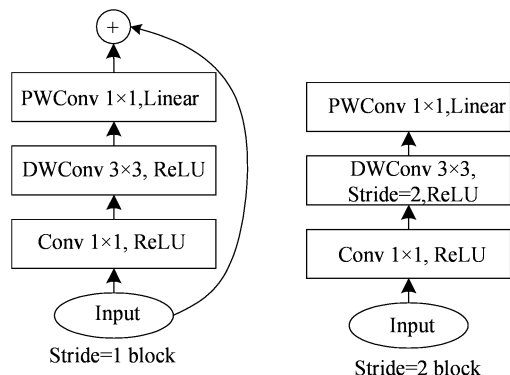 +
PWConv 1×1,Linear
DWConv 3×3, ReLU
Conv 1×1, ReLU
Input
Stride=1 block
PWConv 1×1,Linear
DWConv 3×3,
Stride=2,ReLU
Conv 1×1, ReLU
Input
Stride=2 block